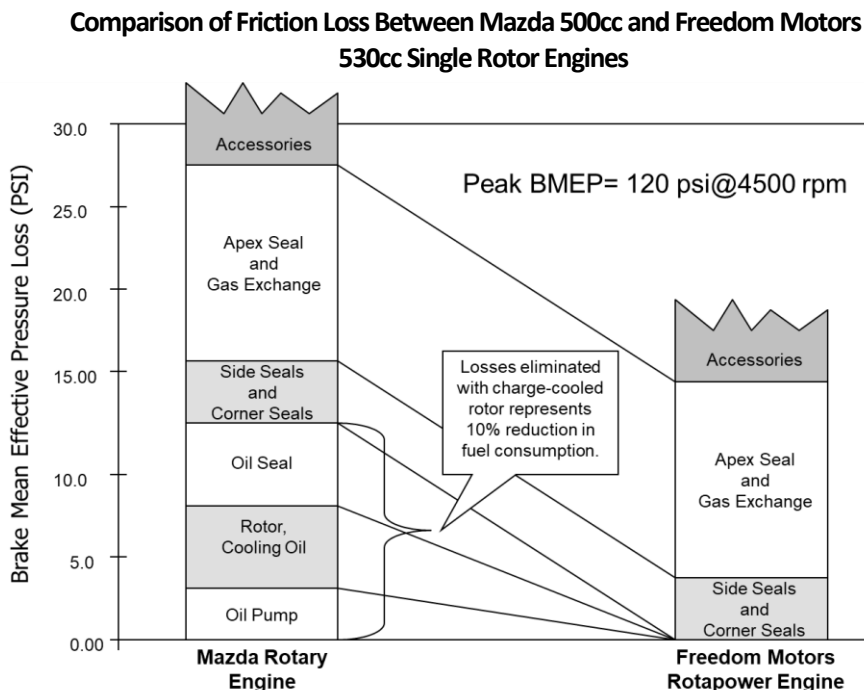 Comparison of Friction Loss Between Mazda 500cc and Freedom Motors
530cc Single Rotor Engines
Brake Mean Effective Pressure Loss (PSI)
30.0
25.0
20.0
15.00
10.0
5.0
0.00
Accessories
Apex Seal
and
Gas Exchange
Side Seals
and
Corner Seals
Oil Seal
Rotor,
Cooling Oil
Oil Pump
Mazda Rotary
Engine
Peak BMEP= 120 psi@4500 rpm
Losses eliminated
with charge-cooled
rotor represents
10% reduction in
fuel consumption.
Accessories
Apex Seal
and
Gas Exchange
Side Seals
and
Corner Seals
Freedom Motors
Rotapower Engine